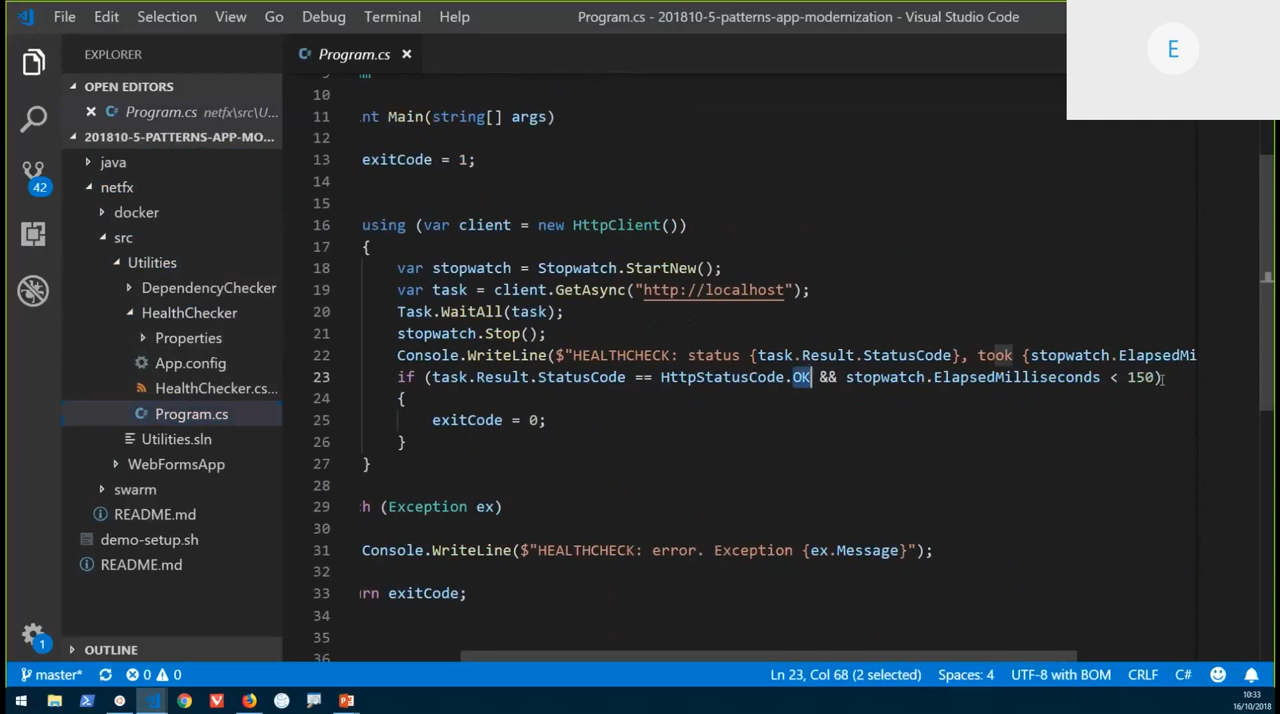 File Edit Selection View Go Debug Terminal Help
Program.cs - 201810-5-patterns-app-modernization - Visual Studio Code
E
EXPLORER
Program.cs
OPEN EDITORS
Program.cs netfx\src\U...
201810-5-PATTERNS-APP-MO...
java
netfx
docker
src
Utilities
DependencyChecker
HealthChecker
Properties
App.config
HealthChecker.cs...
Program.cs
Utilities.sln
WebFormsApp
swarm
README.md
demo-setup.sh
README.md
OUTLINE
42
1
9
10
11 nt Main(string[] args)
12
13 exitCode = 1;
14
15
16 using (var client = new HttpClient())
17 {
18 var stopwatch = Stopwatch.StartNew();
19 var task = client.GetAsync("http://localhost");
20 Task.WaitAll(task);
21 stopwatch.Stop();
22 Console.WriteLine($"HEALTHCHECK: status {task.Result.StatusCode}, took {stopwatch.ElapsedMi
23 if (task.Result.StatusCode == HttpStatusCode.OK && stopwatch.ElapsedMilliseconds < 150)
24 {
25 exitCode = 0;
26 }
27 }
28
29 h (Exception ex)
30
31 Console.WriteLine($"HEALTHCHECK: error. Exception {ex.Message}");
32
33 rn exitCode;
34
35
36
master* 0 0 Ln 23, Col 68 (2 selected) Spaces: 4 UTF-8 with BOM CRLF C#
10:33
16/10/2018